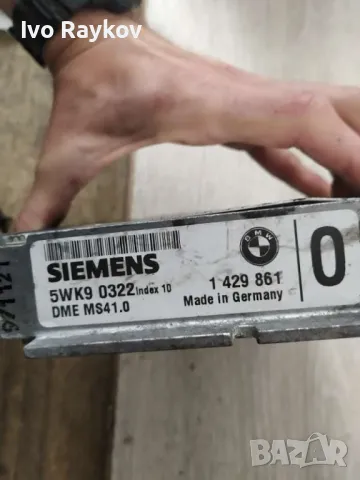 Ivo Raykov
SIEMENS
BMW
5WK9 0322 Index 10
1 429 861
0
DME MS41.0
Made in Germany
BAZAR